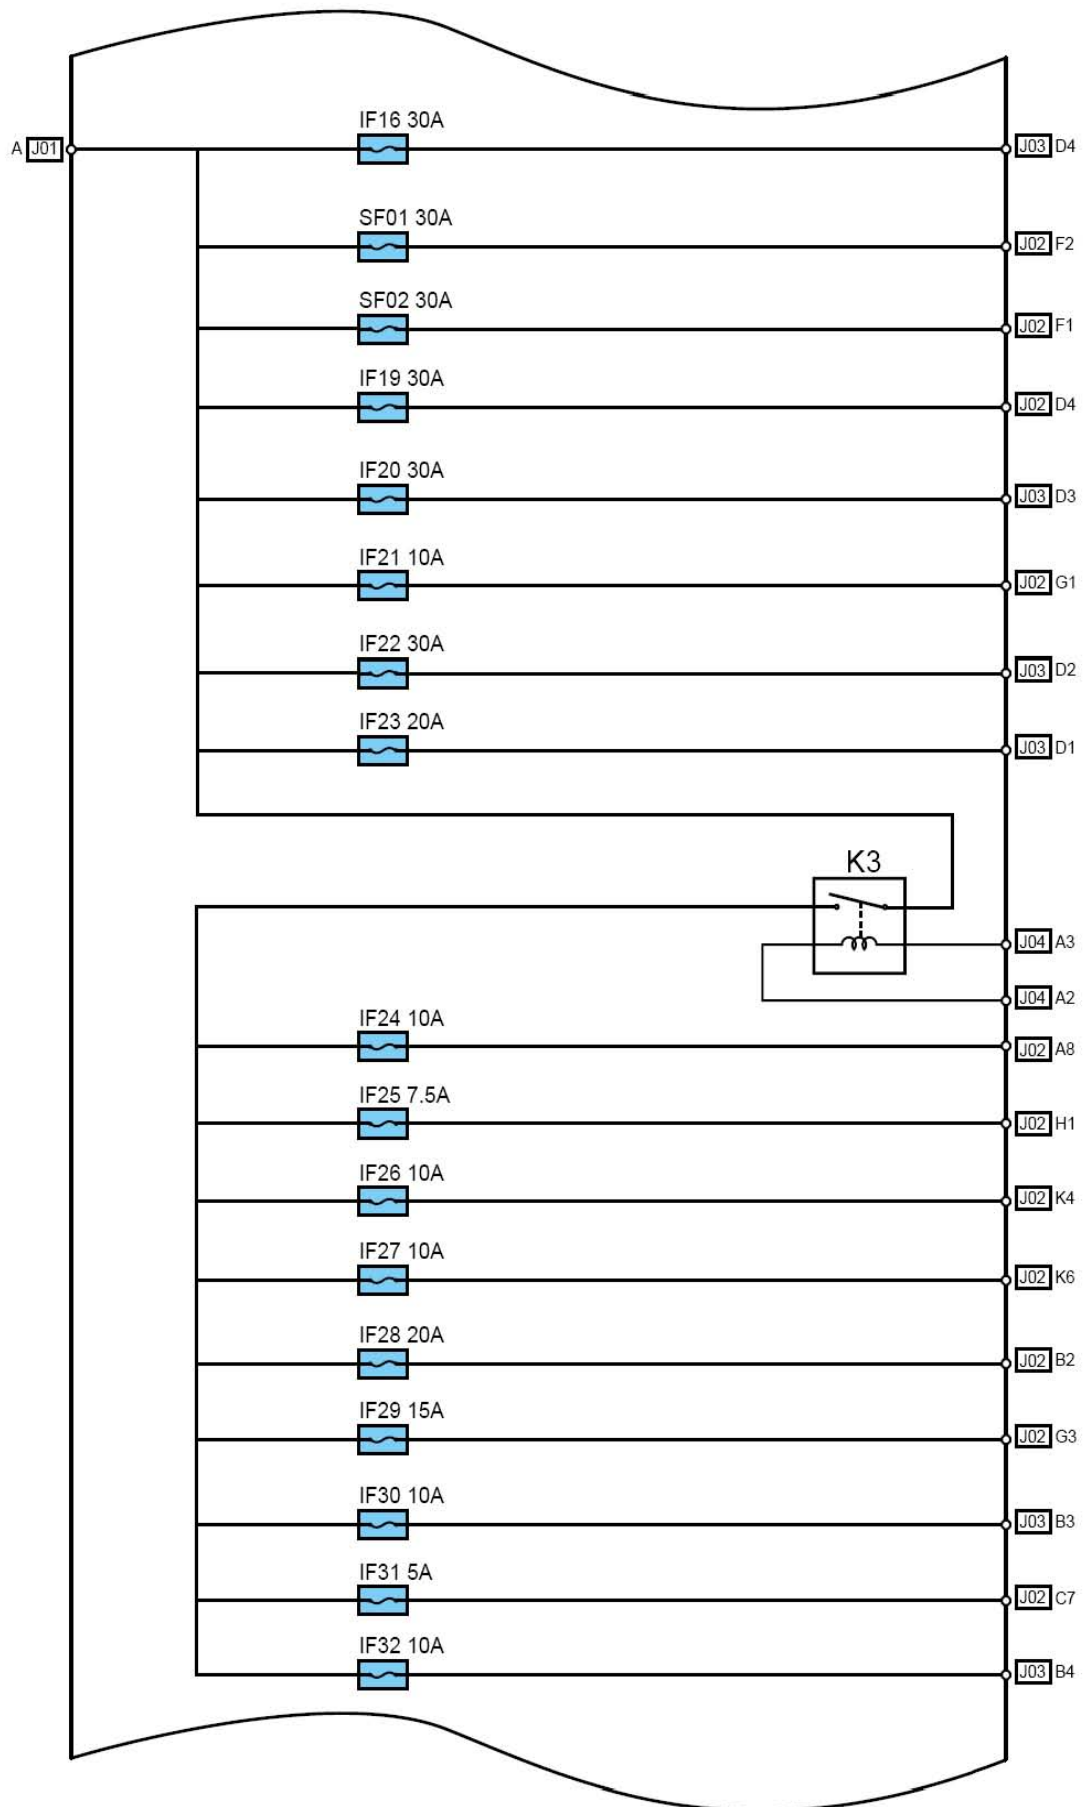 IF16 30A
A J01 J03 D4
SF01 30A
J02 F2
SF02 30A
J02 F1
IF19 30A
J02 D4
IF20 30A
J03 D3
IF21 10A
J02 G1
IF22 30A
J03 D2
IF23 20A
J03 D1
K3
J04 A3
J04 A2
IF24 10A
J02 A8
IF25 7.5A
J02 H1
IF26 10A
J02 K4
IF27 10A
J02 K6
IF28 20A
J02 B2
IF29 15A
J02 G3
IF30 10A
J03 B3
IF31 5A
J02 C7
IF32 10A
J03 B4